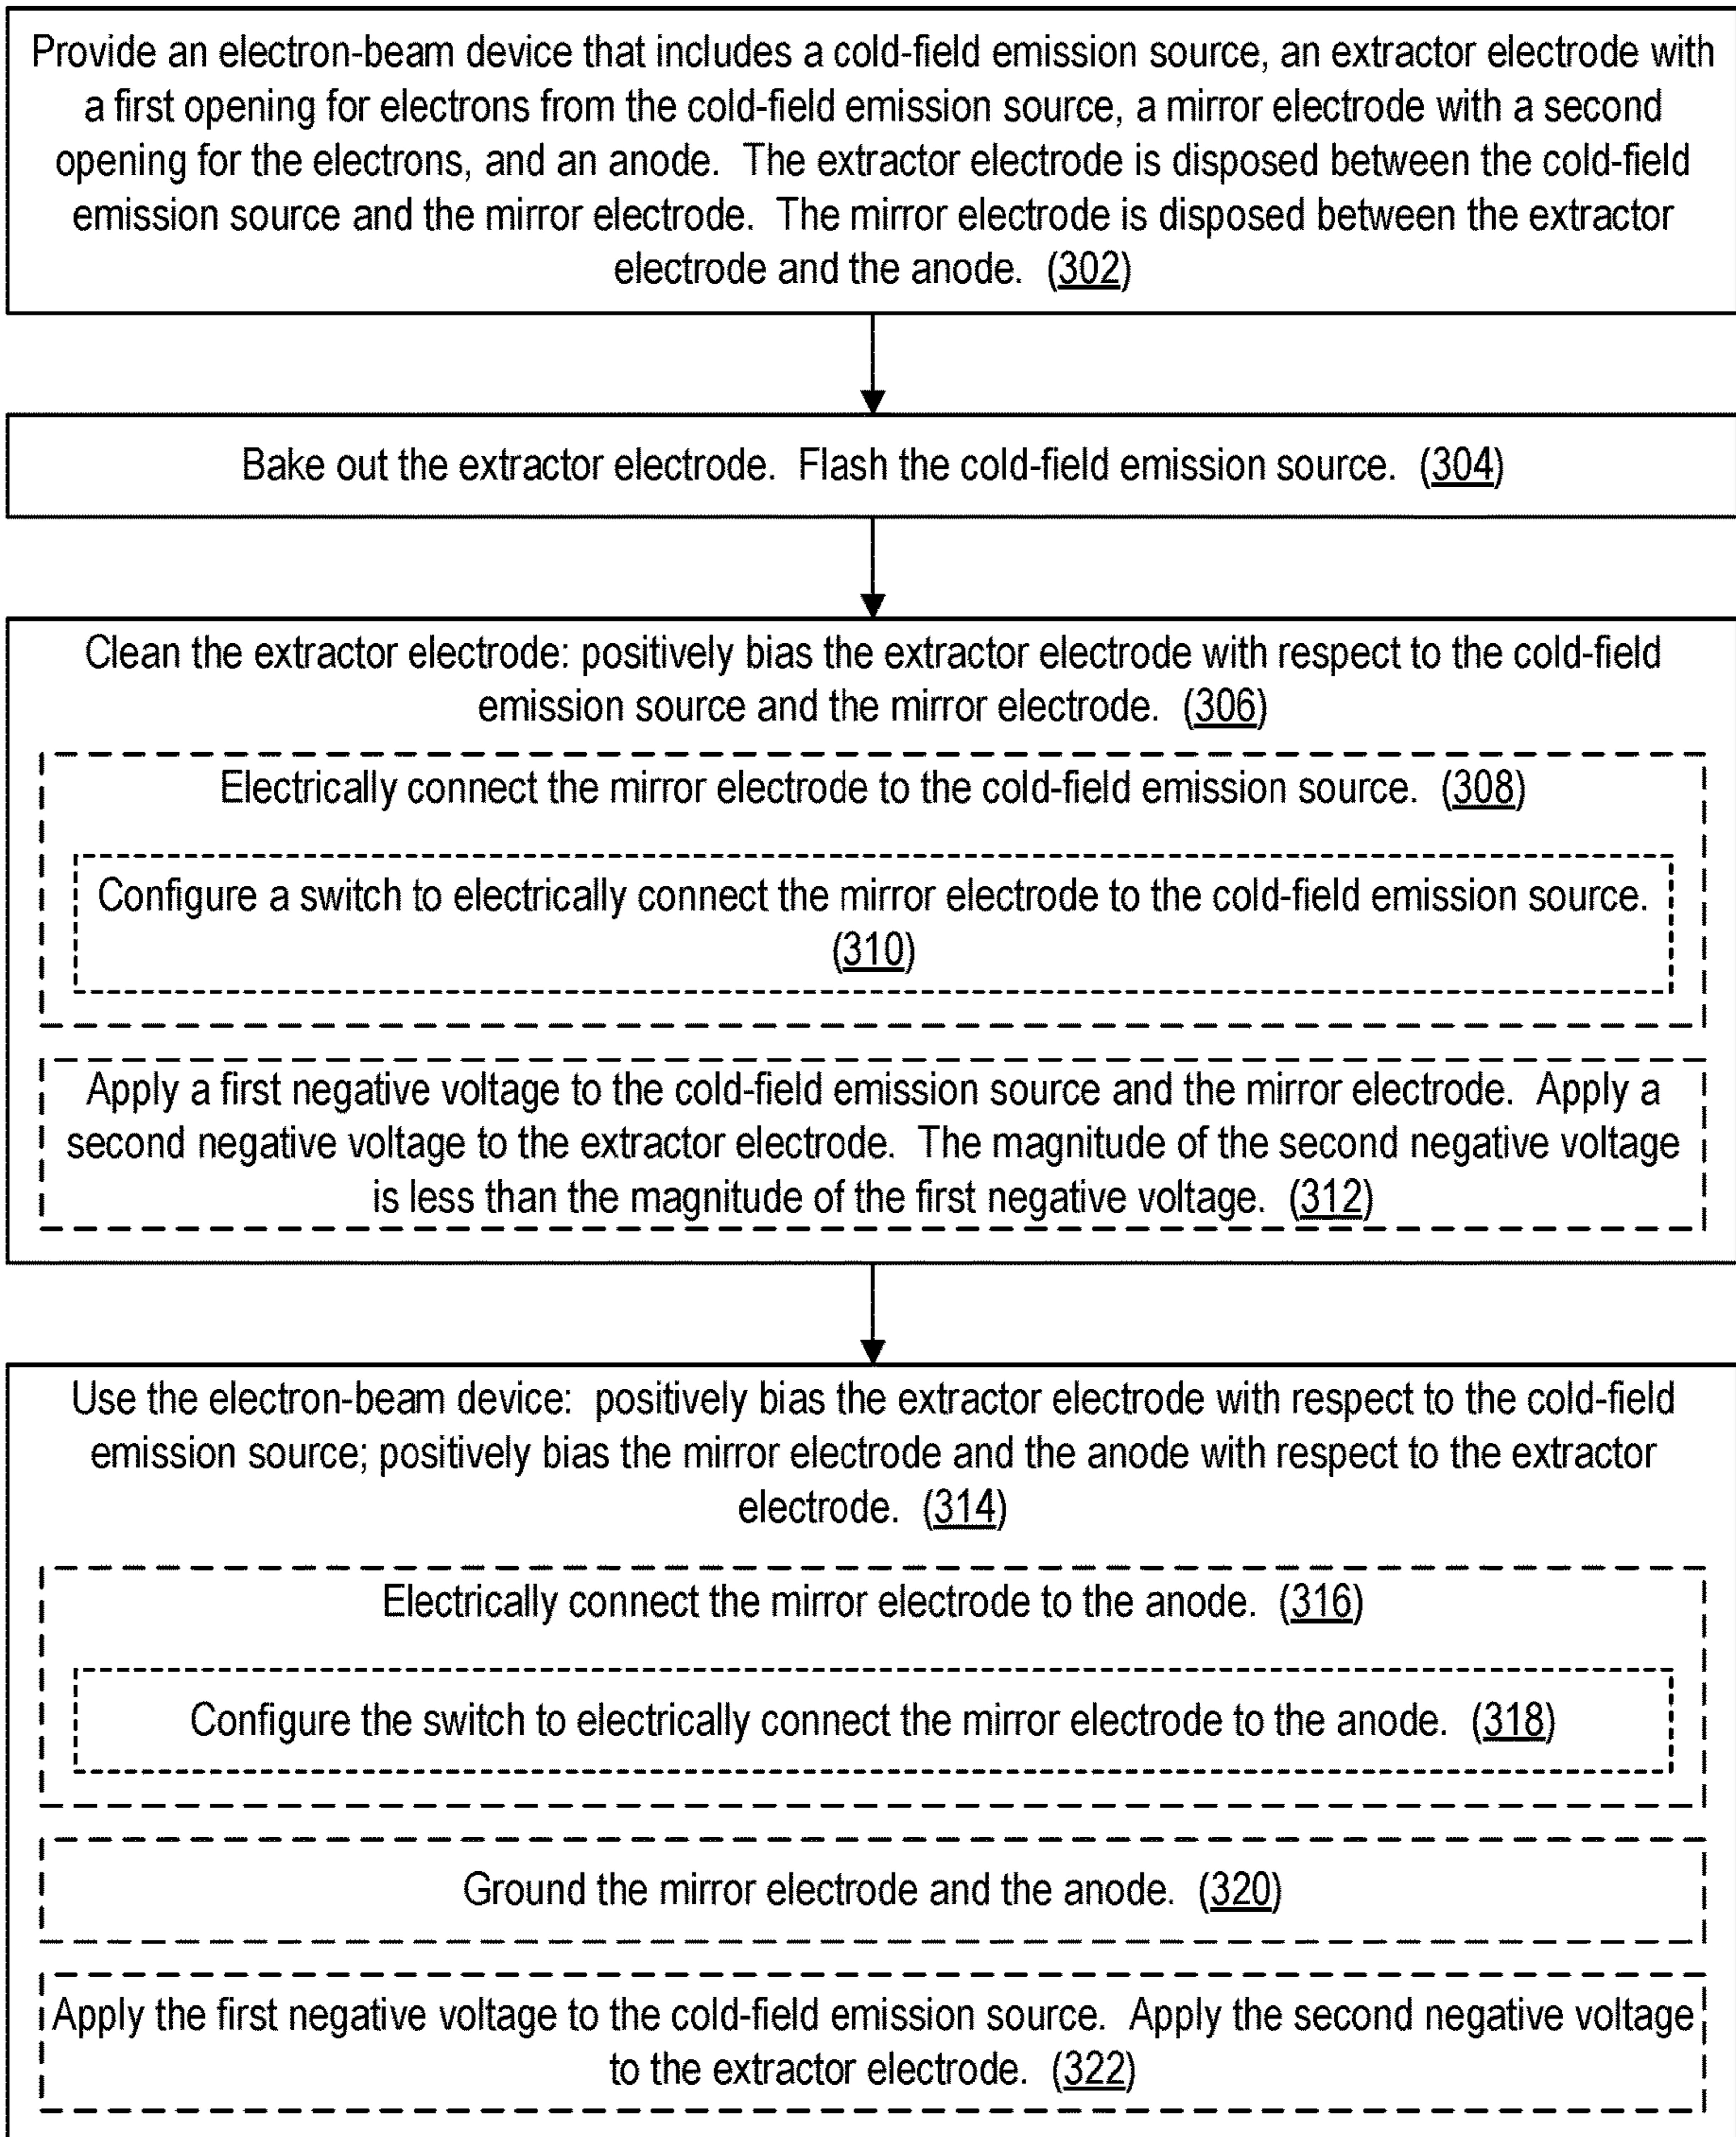 Provide an electron-beam device that includes a cold-field emission source, an extractor electrode with
a first opening for electrons from the cold-field emission source, a mirror electrode with a second
opening for the electrons, and an anode. The extractor electrode is disposed between the cold-field
emission source and the mirror electrode. The mirror electrode is disposed between the extractor
electrode and the anode. (302)
Bake out the extractor electrode. Flash the cold-field emission source. (304)
Clean the extractor electrode: positively bias the extractor electrode with respect to the cold-field
emission source and the mirror electrode. (306)
Electrically connect the mirror electrode to the cold-field emission source. (308)
Configure a switch to electrically connect the mirror electrode to the cold-field emission source.
(310)
Apply a first negative voltage to the cold-field emission source and the mirror electrode. Apply a
second negative voltage to the extractor electrode. The magnitude of the second negative voltage
is less than the magnitude of the first negative voltage. (312)
Use the electron-beam device: positively bias the extractor electrode with respect to the cold-field
emission source; positively bias the mirror electrode and the anode with respect to the extractor
electrode. (314)
Electrically connect the mirror electrode to the anode. (316)
Configure the switch to electrically connect the mirror electrode to the anode. (318)
Ground the mirror electrode and the anode. (320)
Apply the first negative voltage to the cold-field emission source. Apply the second negative voltage
to the extractor electrode. (322)